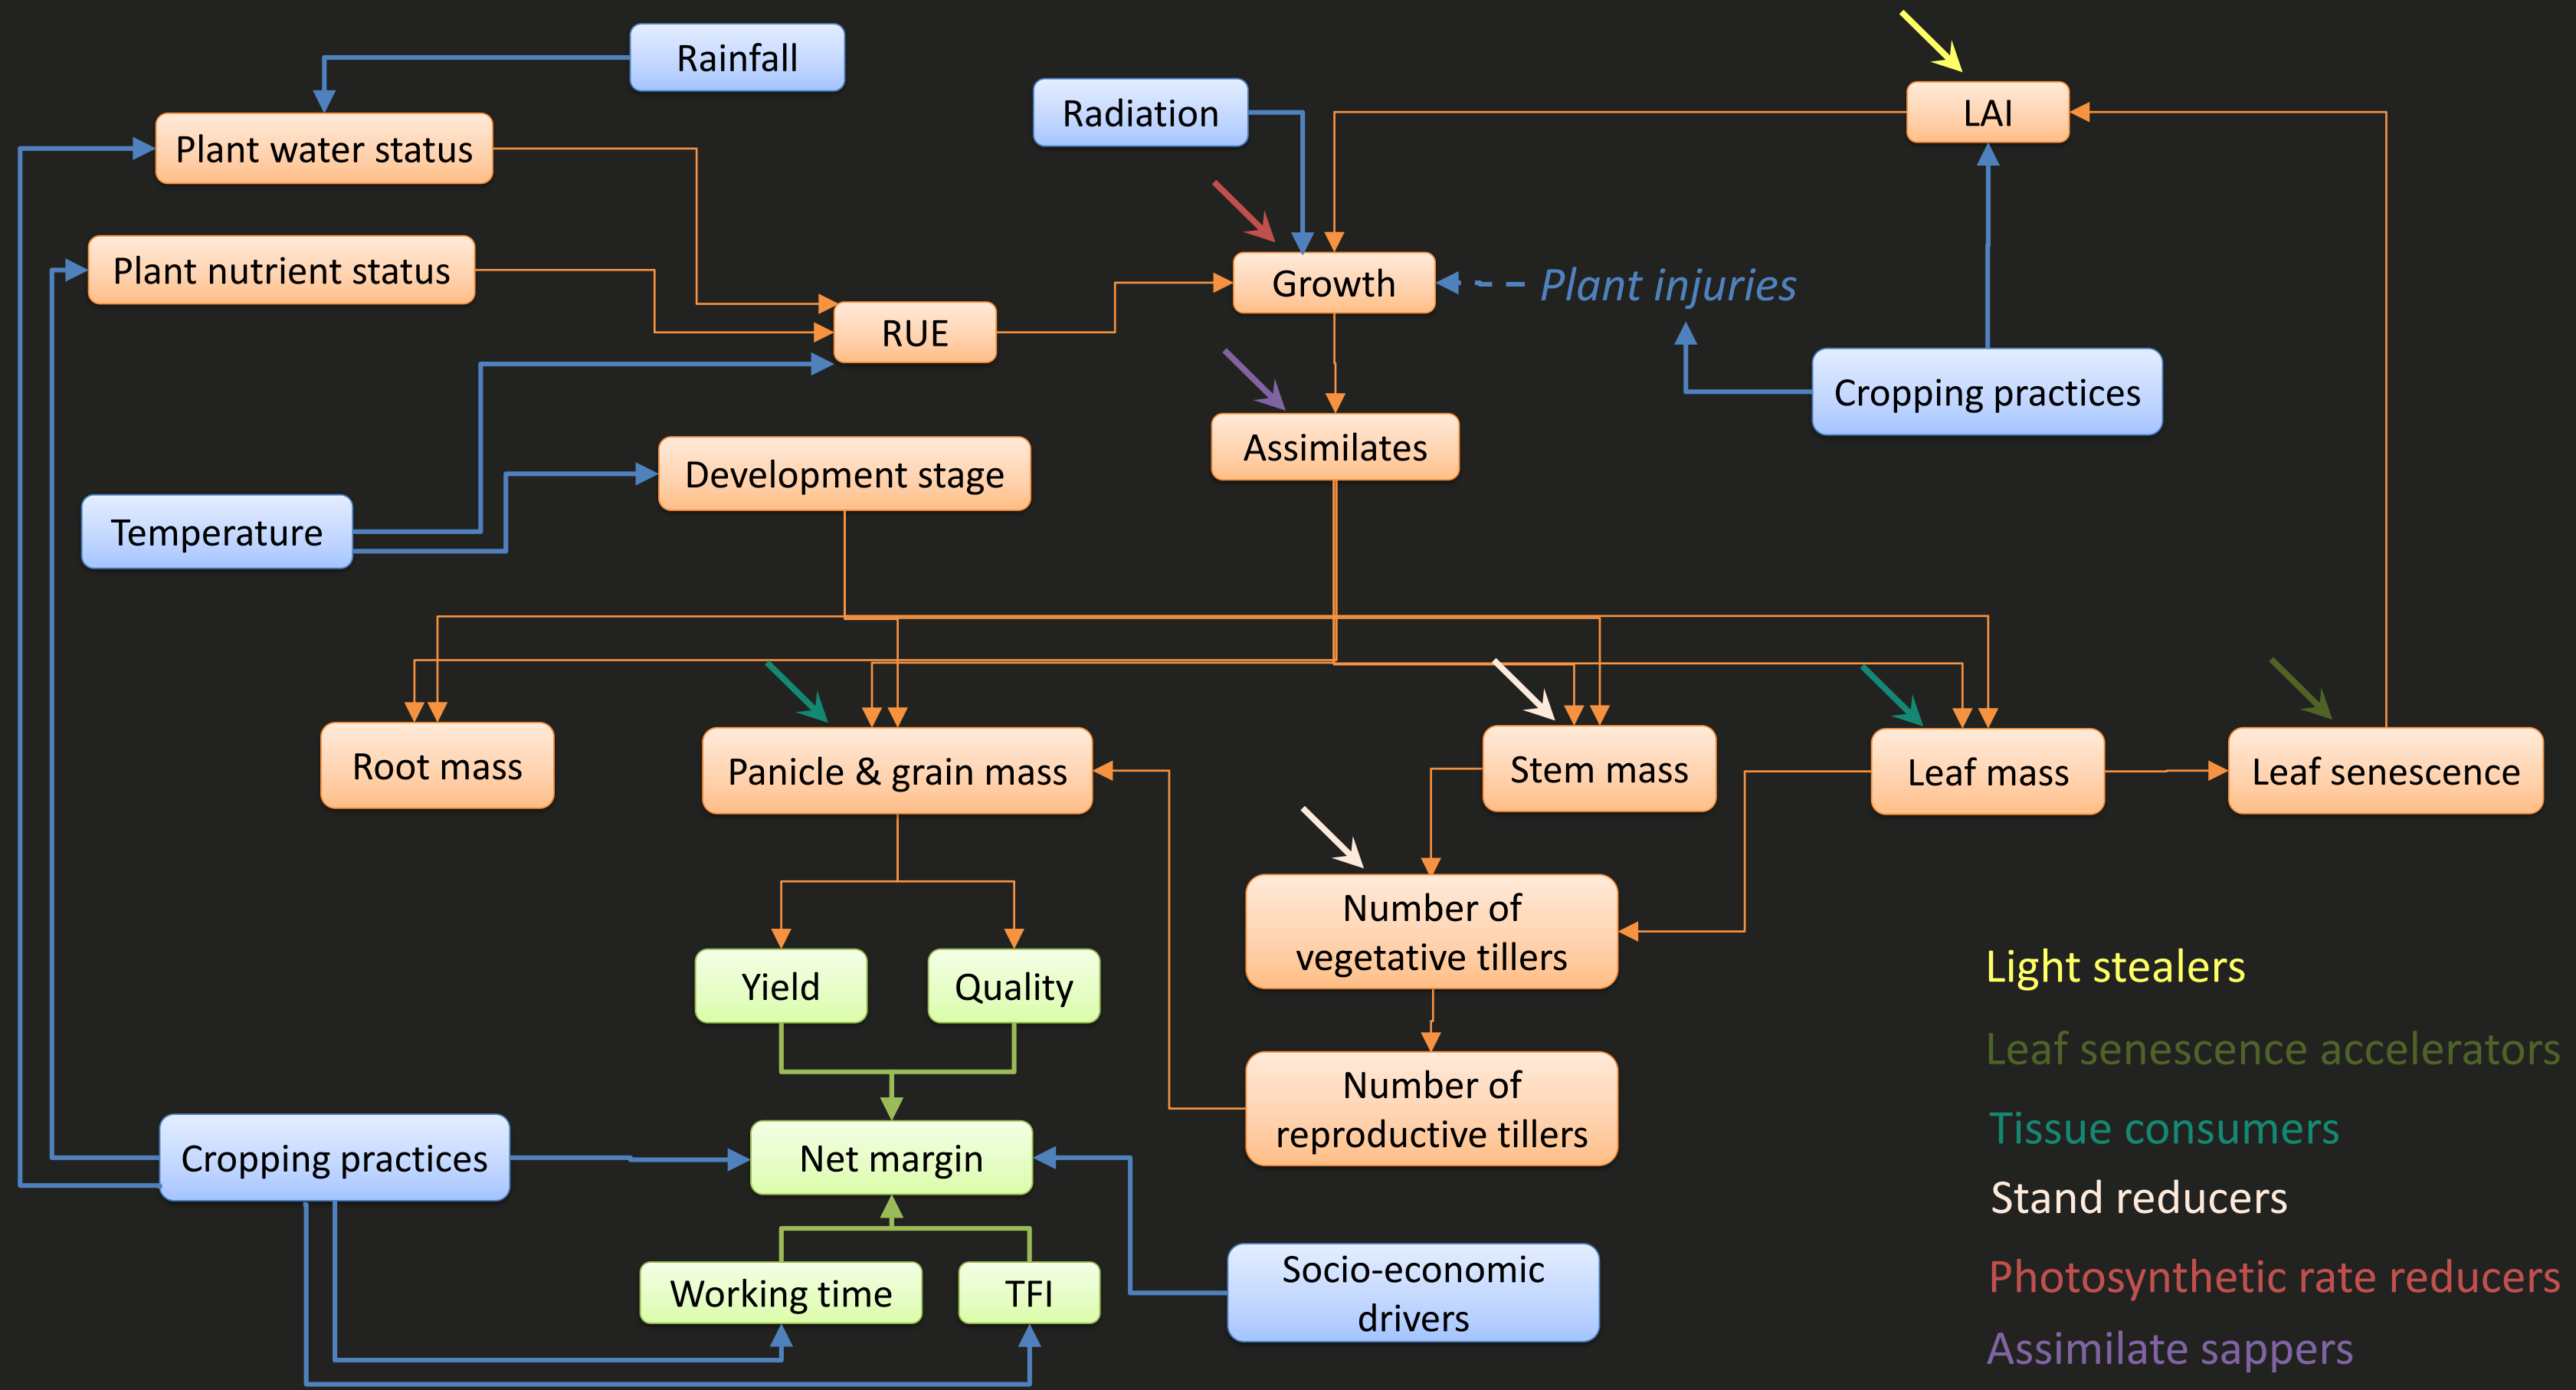 Rainfall
Radiation
LAI
Plant water status
Plant nutrient status
Growth
Plant injuries
RUE
Cropping practices
Assimilates
Development stage
Temperature
Root mass
Panicle & grain mass
Stem mass
Leaf mass
Leaf senescence
Number of
vegetative tillers
Yield
Quality
Number of
reproductive tillers
Cropping practices
Net margin
Working time
TFI
Socio-economic
drivers
Light stealers
Leaf senescence accelerators
Tissue consumers
Stand reducers
Photosynthetic rate reducers
Assimilate sappers